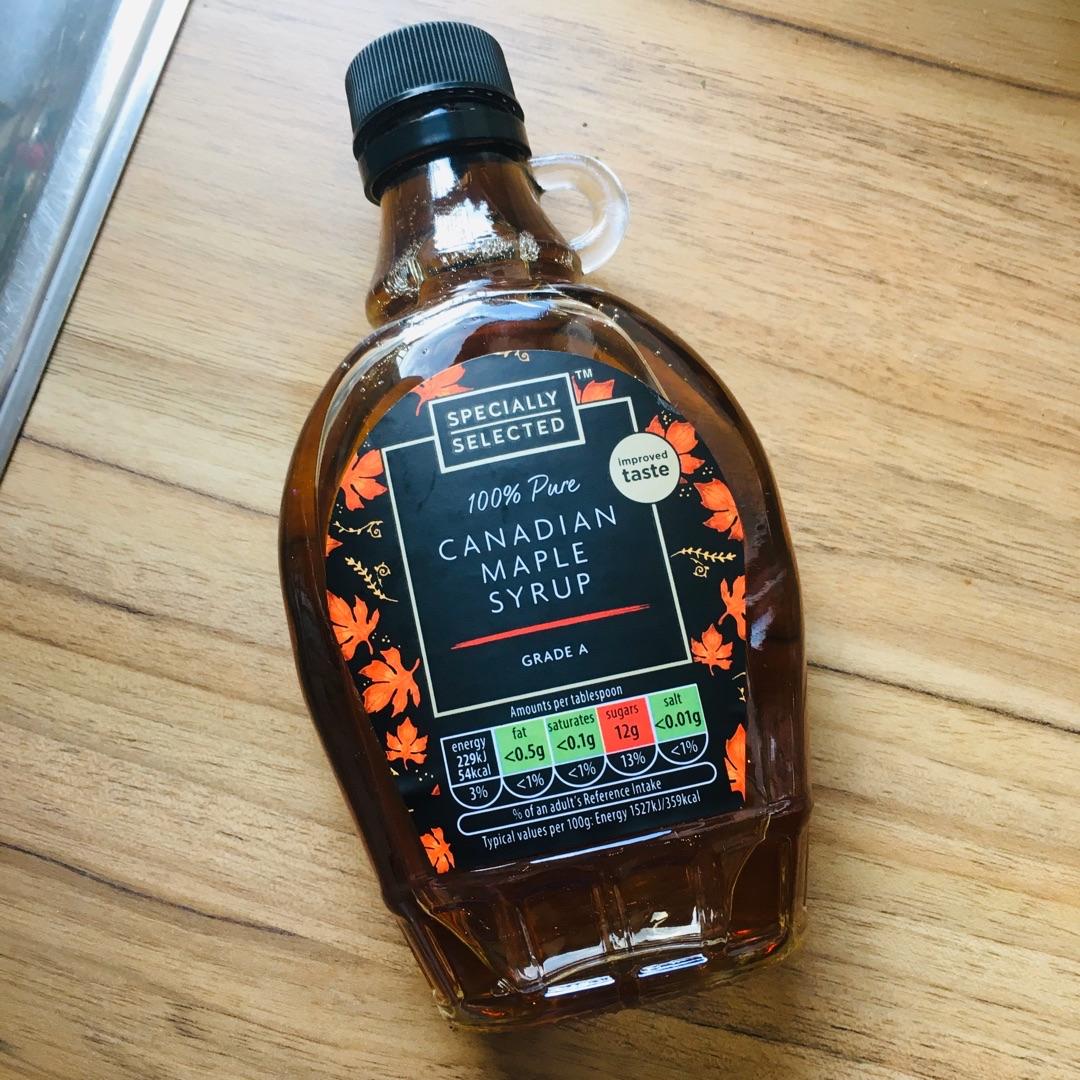 SPECIALLY
SELECTED
TM
improved
taste
100% Pure
CANADIAN
MAPLE
SYRUP
GRADE A
Amounts per tablespoon
energy
229kJ
54kcal
3%
fat
<0.5g
<1%
saturates
<0.1g
<1%
sugars
12g
13%
salt
<0.01g
<1%
% of an adult's Reference Intake
Typical values per 100g: Energy 1527kJ/359kcal